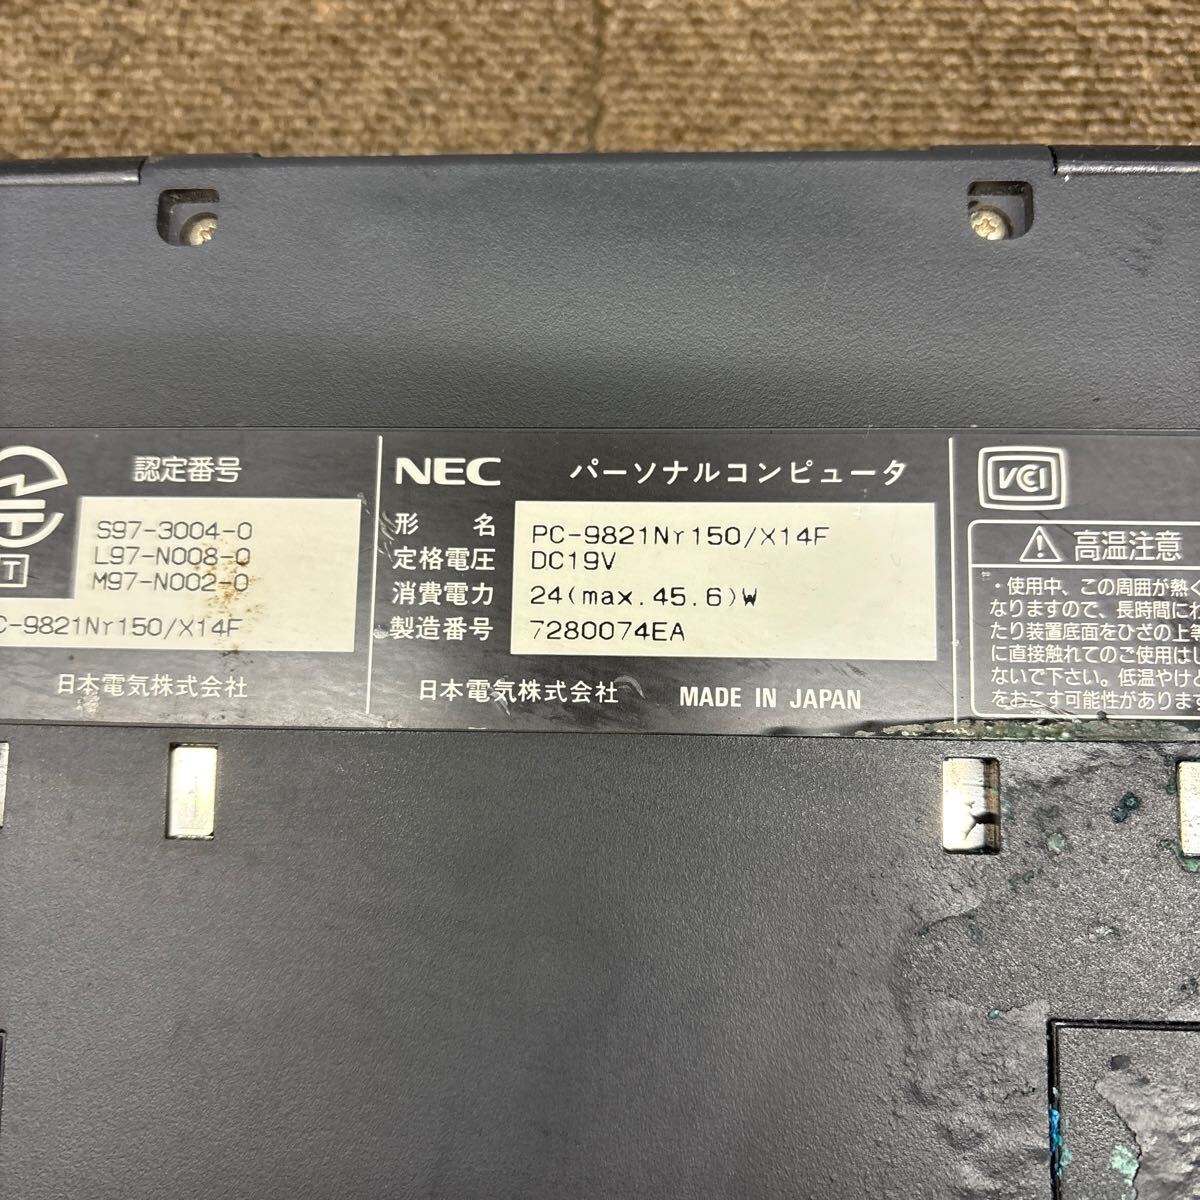 認定番号
S97-3004-0
L97-N008-0
M97-N002-0
T
C-9821Nr150/X14F
日本電気株式会社
NEC パーソナルコンピュータ
形名 PC-9821Nr150/X14F
定格電圧 DC19V
消費電力 24(max.45.6)W
製造番号 7280074EA
日本電気株式会社 MADE IN JAPAN
VCI
高温注意
・使用中、この周囲が熱く
なりますので、長時間にわ
たり装置底面をひざの上等
に直接触れてのご使用はし
ないで下さい。低温やけど
をおこす可能性があります